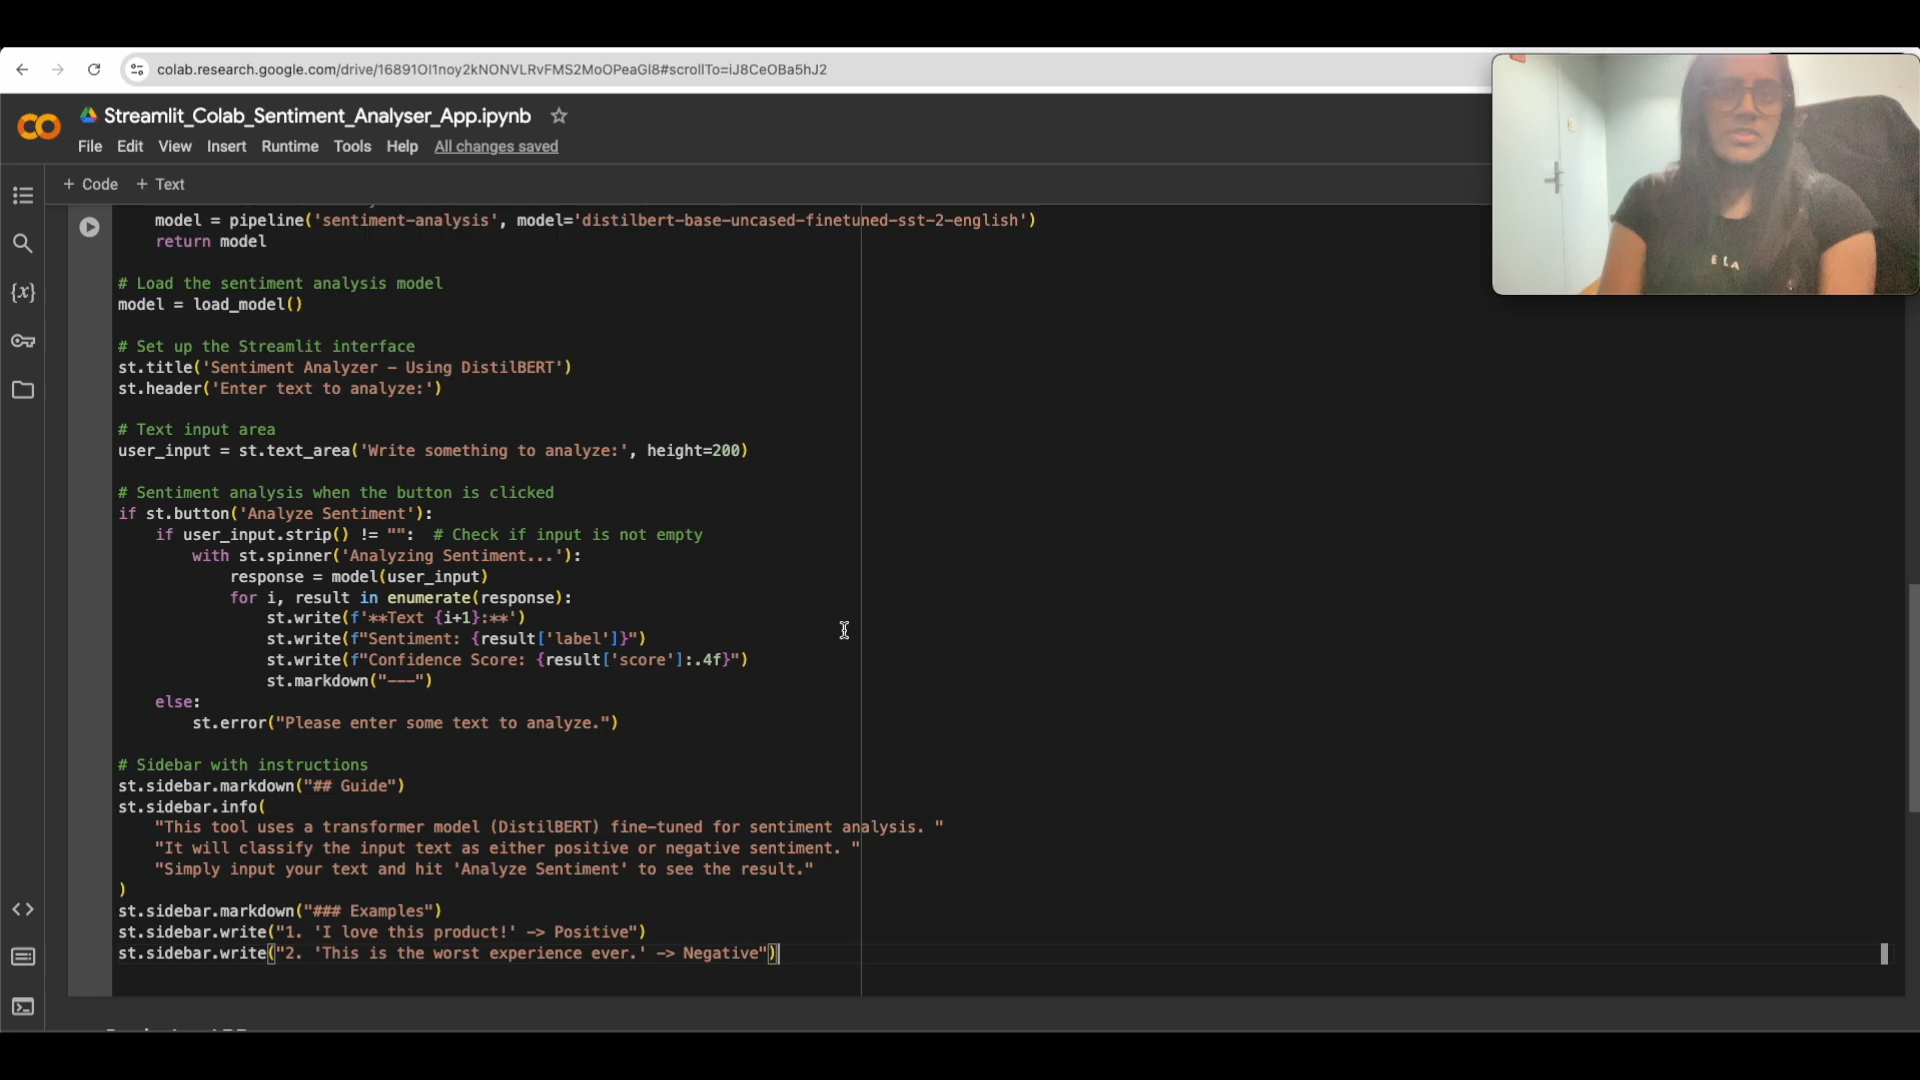 colab.research.google.com/drive/16891Ol1noy2kNONVLRvFMS2MoOPeaGl8#scrollTo=iJ8CeOBa5hJ2
CO
Streamlit_Colab_Sentiment_Analyser_App.ipynb
File Edit View Insert Runtime Tools Help All changes saved
+ Code + Text
model = pipeline('sentiment-analysis', model='distilbert-base-uncased-finetuned-sst-2-english')
return model
# Load the sentiment analysis model
model = load_model()
# Set up the Streamlit interface
st.title('Sentiment Analyzer - Using DistilBERT')
st.header('Enter text to analyze:')
# Text input area
user_input = st.text_area('Write something to analyze:', height=200)
# Sentiment analysis when the button is clicked
if st.button('Analyze Sentiment'):
if user_input.strip() != "": # Check if input is not empty
with st.spinner('Analyzing Sentiment...'):
response = model(user_input)
for i, result in enumerate(response):
st.write(f'**Text {i+1}:**')
st.write(f"Sentiment: {result['label']}")
st.write(f"Confidence Score: {result['score']:.4f}")
st.markdown("---")
else:
st.error("Please enter some text to analyze.")
# Sidebar with instructions
st.sidebar.markdown("## Guide")
st.sidebar.info(
"This tool uses a transformer model (DistilBERT) fine-tuned for sentiment analysis. "
"It will classify the input text as either positive or negative sentiment. "
"Simply input your text and hit 'Analyze Sentiment' to see the result."
)
st.sidebar.markdown("### Examples")
st.sidebar.write("1. 'I love this product!' -> Positive")
st.sidebar.write("2. 'This is the worst experience ever.' -> Negative")
ELA